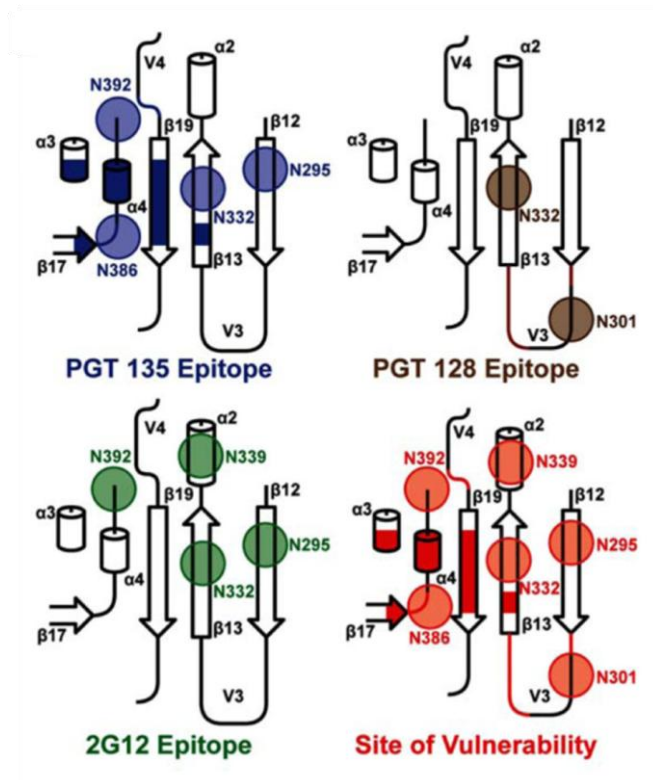 V4
α2
N392
α3
β19
β12
N295
N332
α4
β17
N386
β13
V3
PGT 135 Epitope
V4
α2
α3
β19
β12
N332
α4
β17
β13
N301
V3
PGT 128 Epitope
V4
α2
N392
N339
α3
β19
β12
N295
N332
α4
β17
β13
V3
2G12 Epitope
V4
α2
N392
N339
α3
β19
β12
N295
N332
α4
β17
N386
β13
N301
V3
Site of Vulnerability